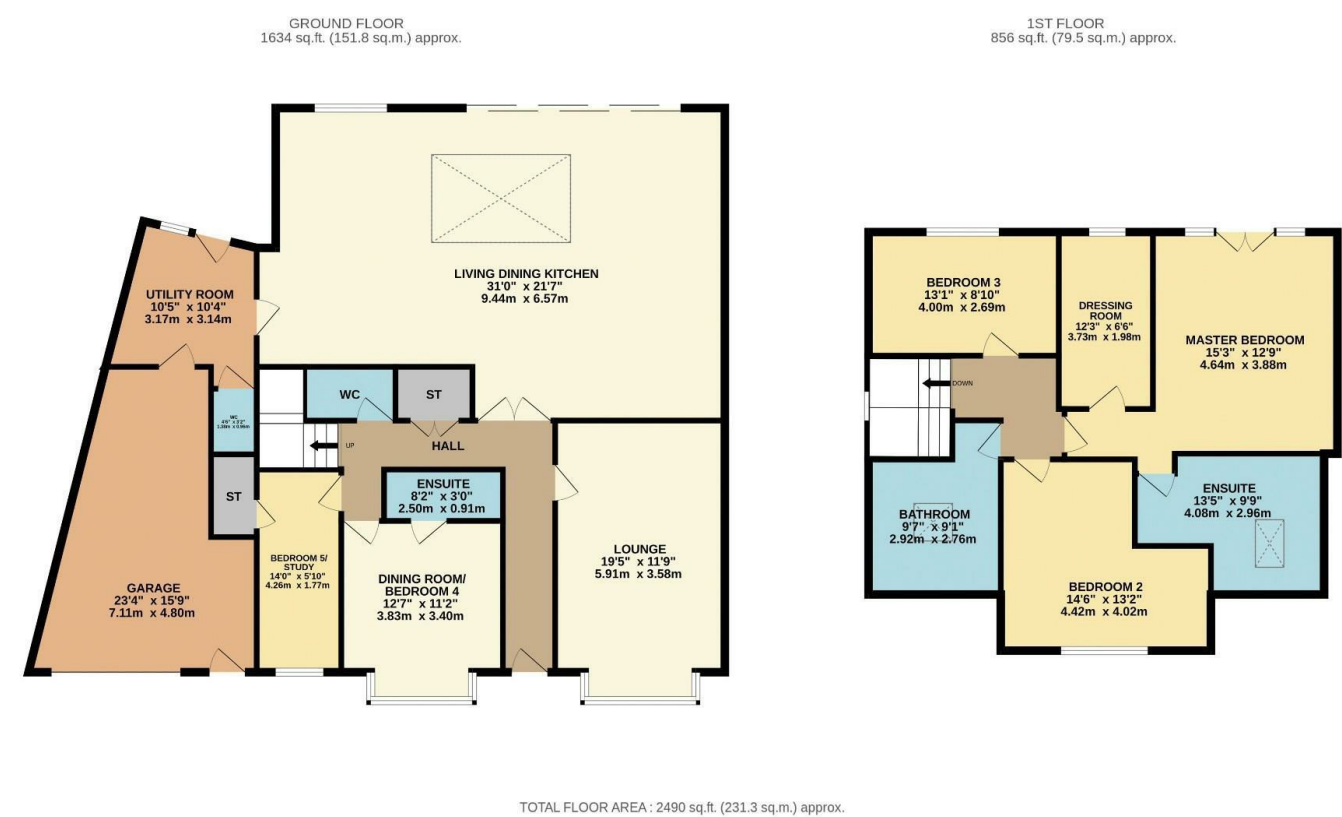 GROUND FLOOR
1634 sq.ft. (151.8 sq.m.) approx.
1ST FLOOR
856 sq.ft. (79.5 sq.m.) approx.
LIVING DINING KITCHEN
31'0" x 21'7"
9.44m x 6.57m
UTILITY ROOM
10'5" x 10'4"
3.17m x 3.14m
WC
ST
WC
UP
HALL
ST
ENSUITE
8'2" x 3'0"
2.50m x 0.91m
BEDROOM 5/
STUDY
14'0" x 5'10"
4.26m x 1.77m
GARAGE
23'4" x 15'9"
7.11m x 4.80m
DINING ROOM/
BEDROOM 4
12'7" x 11'2"
3.83m x 3.40m
LOUNGE
19'5" x 11'9"
5.91m x 3.58m
BEDROOM 3
13'1" x 8'10"
4.00m x 2.69m
DRESSING
ROOM
12'3" x 6'6"
3.73m x 1.98m
MASTER BEDROOM
15'3" x 12'9"
4.64m x 3.88m
DOWN
BATHROOM
9'7" x 9'1"
2.92m x 2.76m
ENSUITE
13'5" x 9'9"
4.08m x 2.96m
BEDROOM 2
14'6" x 13'2"
4.42m x 4.02m
TOTAL FLOOR AREA : 2490 sq.ft. (231.3 sq.m.) approx.